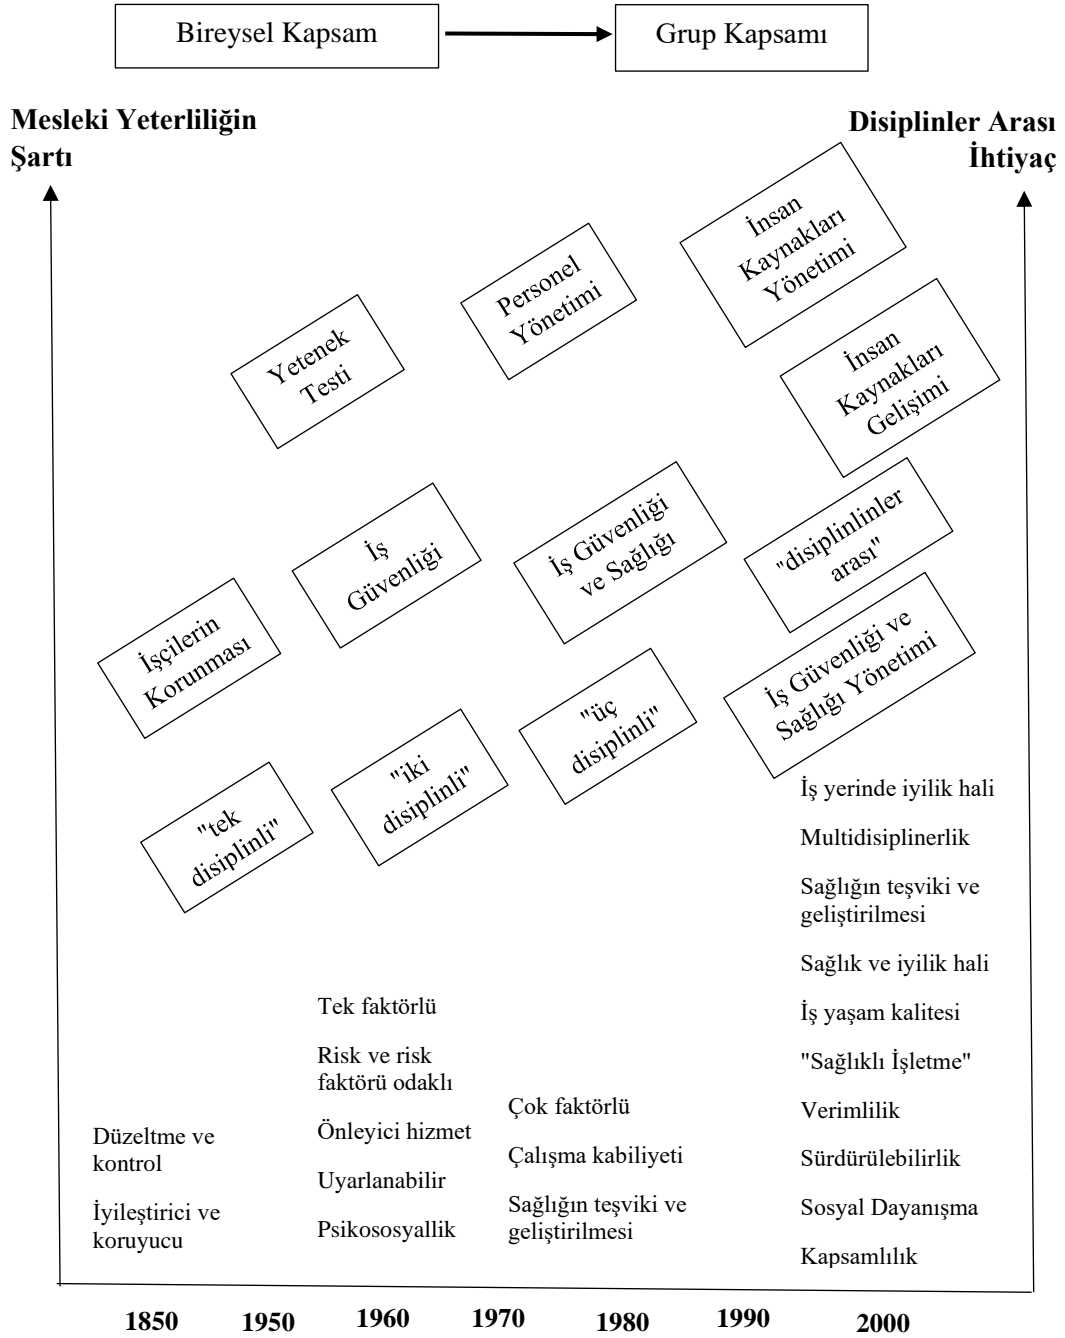 Bireysel Kapsam
Grup Kapsamı
Mesleki Yeterliliğin
Şartı
Disiplinler Arası
İhtiyaç
Yetenek
Testi
Personel
Yönetimi
İnsan
Kaynakları
Yönetimi
İnsan
Kaynakları
Gelişimi
İşçilerin
Korunması
İş
Güvenliği
İş Güvenliği
ve Sağlığı
"disiplinlinler
arası"
İş Güvenliği ve
Sağlığı Yönetimi
"tek
disiplinli"
"iki
disiplinli"
"üç
disiplinli"
Düzeltme ve
kontrol
İyileştirici ve
koruyucu
Tek faktörlü
Risk ve risk
faktörü odaklı
Önleyici hizmet
Uyarlanabilir
Psikososyallik
Çok faktörlü
Çalışma kabiliyeti
Sağlığın teşviki ve
geliştirilmesi
İş yerinde iyilik hali
Multidisiplinerlik
Sağlığın teşviki ve
geliştirilmesi
Sağlık ve iyilik hali
İş yaşam kalitesi
"Sağlıklı İşletme"
Verimlilik
Sürdürülebilirlik
Sosyal Dayanışma
Kapsamlılık
1850 1950 1960 1970 1980 1990 2000